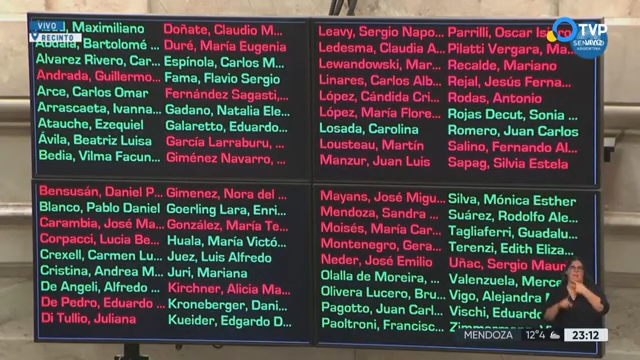 VIVO
RECINTO
TVP
SENADO
ARGENTINA
Maximiliano
Abdala, Bartolomé ...
Alvarez Rivero, Car...
Andrada, Guillermo...
Arce, Carlos Omar
Arrascaeta, Ivanna...
Atauche, Ezequiel
Ávila, Beatriz Luisa
Bedia, Vilma Facun...
Doñate, Claudio M...
Duré, María Eugenia
Espínola, Carlos M...
Fama, Flavio Sergio
Fernández Sagasti,...
Gadano, Natalia Ele...
Galaretto, Eduardo...
García Larraburu, ...
Giménez Navarro, ...
Leavy, Sergio Napo...
Ledesma, Claudia A...
Lewandowski, Mar...
Linares, Carlos Alb...
López, Cándida Cri...
López, María Flore...
Losada, Carolina
Lousteau, Martín
Manzur, Juan Luis
Parrilli, Oscar Isidro
Pilatti Vergara, Ma...
Recalde, Mariano
Rejal, Jesús Ferna...
Rodas, Antonio
Rojas Decut, Sonia ...
Romero, Juan Carlos
Salino, Fernando Al...
Sapag, Silvia Estela
Bensusán, Daniel P...
Blanco, Pablo Daniel
Carambia, José Ma...
Corpacci, Lucia Be...
Crexell, Carmen Lu...
Cristina, Andrea M...
De Angeli, Alfredo ...
De Pedro, Eduardo ...
Di Tullio, Juliana
Gimenez, Nora del ...
Goerling Lara, Enri...
González, María Te...
Huala, María Victó...
Juez, Luis Alfredo
Juri, Mariana
Kirchner, Alicia Ma...
Kroneberger, Dani...
Kueider, Edgardo D...
Mayans, José Migu...
Mendoza, Sandra ...
Moisés, María Car...
Montenegro, Gera...
Neder, José Emilio
Olalla de Moreira, ...
Olivera Lucero, Bru...
Pagotto, Juan Carl...
Paoltroni, Francisc...
Silva, Mónica Esther
Suárez, Rodolfo Ale...
Tagliaferri, Guadalu...
Terenzi, Edith Eliza...
Uñac, Sergio Maur...
Valenzuela, Merce...
Vigo, Alejandra
Vischi, Eduardo
Zimmermann
MENDOZA 12°4 23:12